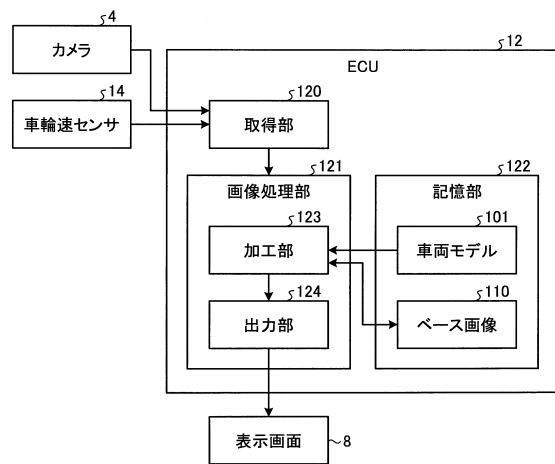 4
カメラ
14
車輪速センサ
12
ECU
120
取得部
121
画像処理部
123
加工部
124
出力部
122
記憶部
101
車両モデル
110
ベース画像
表示画面
8